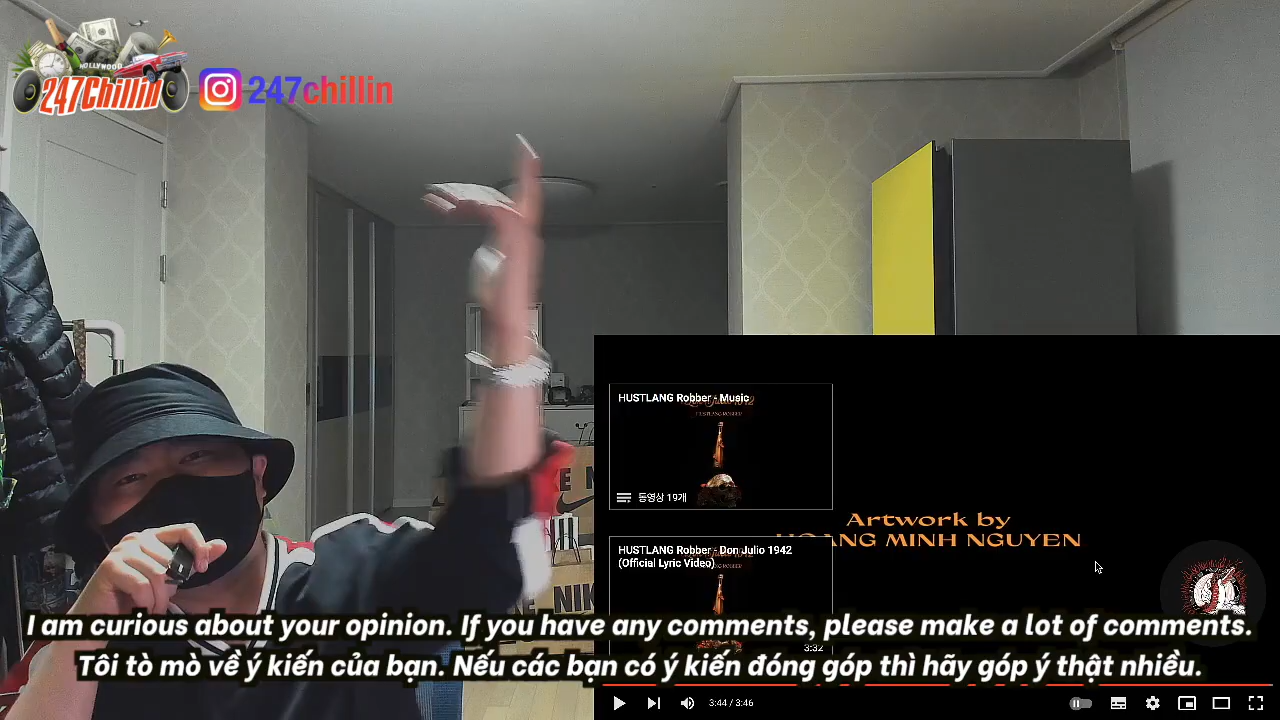 HOLLYWOOD
247Chillin
247chillin
HUSTLANG Robber - Music
동영상 19개
Artwork by
HOANG MINH NGUYEN
HUSTLANG Robber - Don Julio 1942
(Official Lyric Video)
3:32
NIK
I am curious about your opinion. If you have any comments, please make a lot of comments.
Tôi tò mò về ý kiến của bạn. Nếu các bạn có ý kiến đóng góp thì hãy góp ý thật nhiều.
3:44 / 3:46